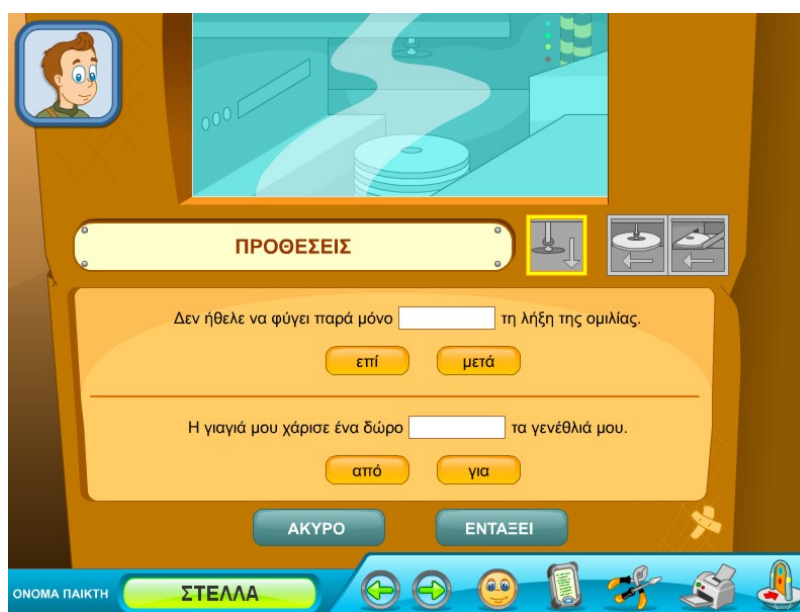 ΠΡΟΘΕΣΕΙΣ
Δεν ήθελε να φύγει παρά μόνο τη λήξη της ομιλίας.
επί μετά
Η γιαγιά μου χάρισε ένα δώρο τα γενέθλιά μου.
από για
ΑΚΥΡΟ ΕΝΤΑΞΕΙ
ΟΝΟΜΑ ΠΑΙΚΤΗ ΣΤΕΛΛΑ